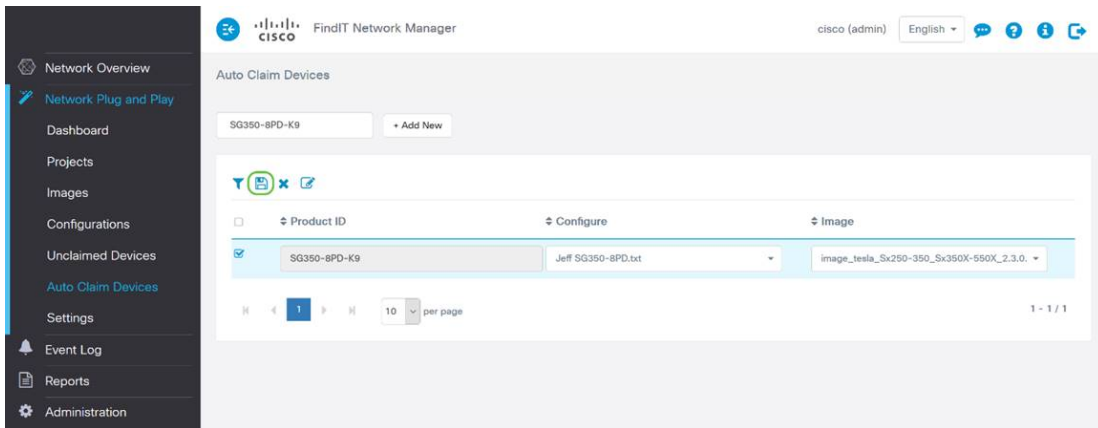 CISCO
FindIT Network Manager
cisco (admin)
English
Network Overview
Network Plug and Play
Dashboard
Projects
Images
Configurations
Unclaimed Devices
Auto Claim Devices
Settings
Event Log
Reports
Administration
Auto Claim Devices
SG350-8PD-K9
+ Add New
Product ID
Configure
Image
SG350-8PD-K9
Jeff SG350-8PD.txt
image_tesla_Sx250-350_Sx350X-550X_2.3.0.
1
10
per page
1 - 1 / 1